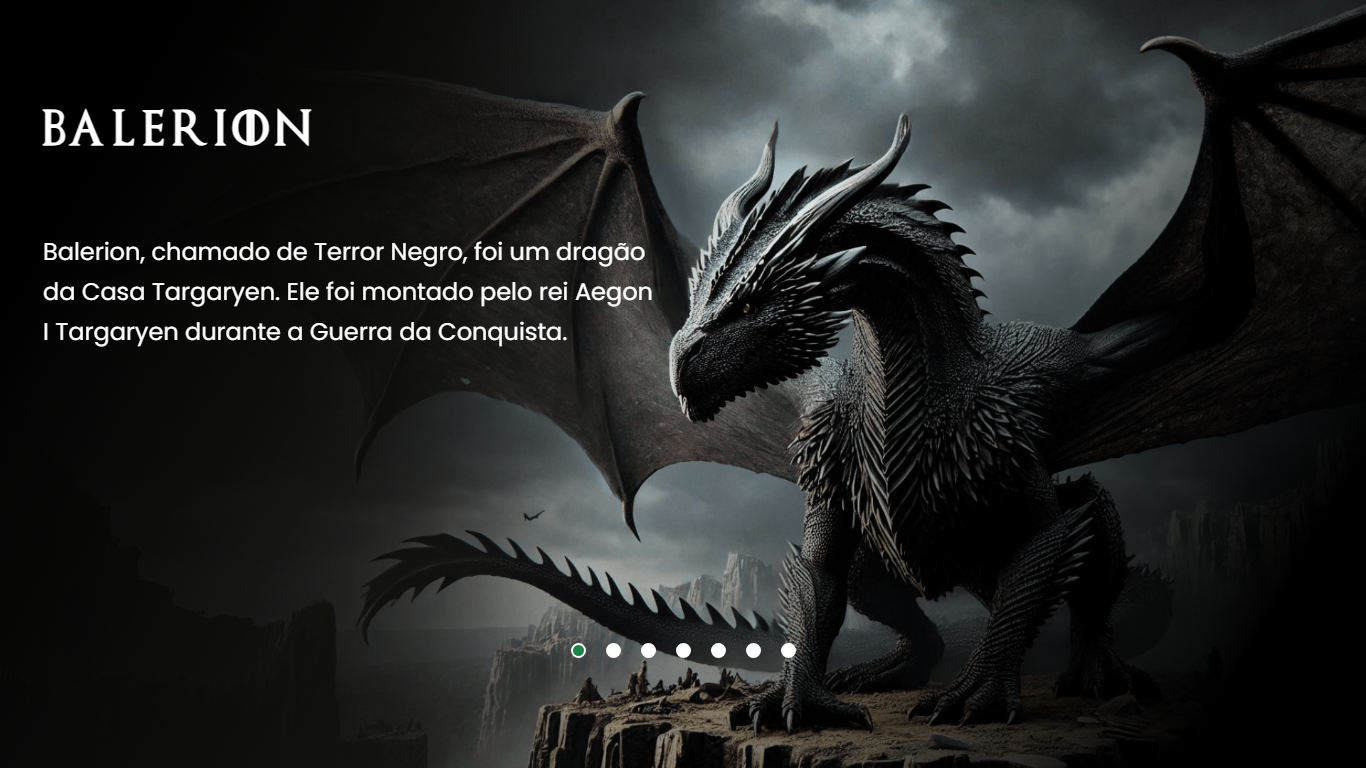 BALERION
Balerion, chamado de Terror Negro, foi um dragão
da Casa Targaryen. Ele foi montado pelo rei Aegon
I Targaryen durante a Guerra da Conquista.